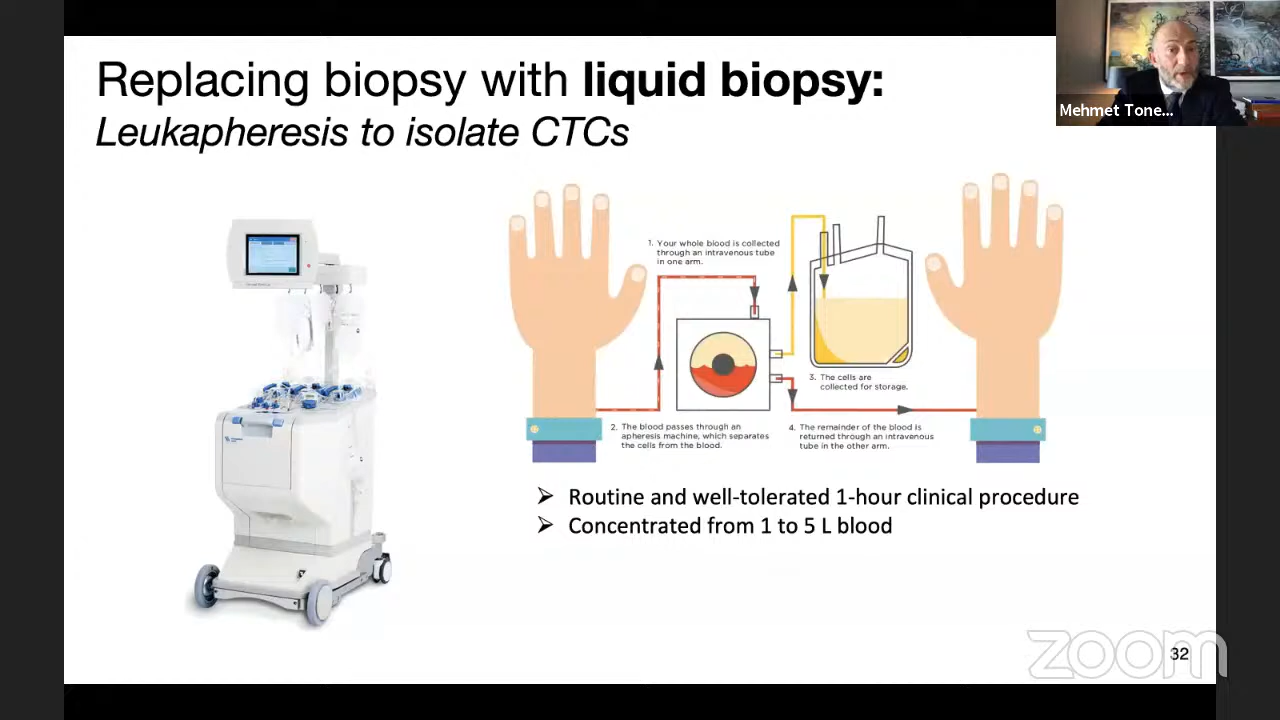 Replacing biopsy with liquid biopsy:
Leukapheresis to isolate CTCs
Mehmet Tone...
1. Your whole blood is collected
through an intravenous tube
in one arm.
2. The blood passes through an
apheresis machine, which separates
the cells from the blood.
3. The cells are
collected for storage.
4. The remainder of the blood is
returned through an intravenous
tube in the other arm.
➢ Routine and well-tolerated 1-hour clinical procedure
➢ Concentrated from 1 to 5 L blood
zoom
32